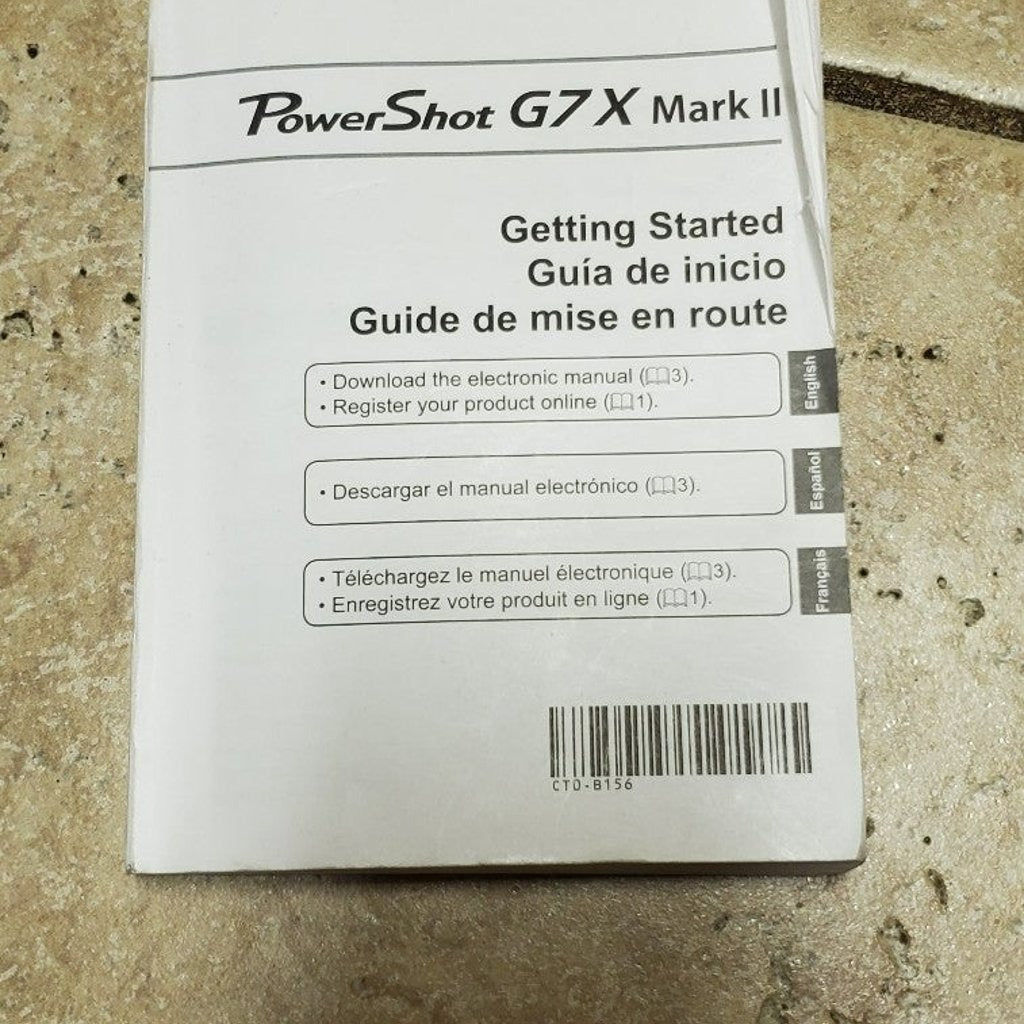 PowerShot G7 X Mark II
Getting Started
Guía de inicio
Guide de mise en route
• Download the electronic manual (📖3).
• Register your product online (📖1).
English
• Descargar el manual electrónico (📖3).
Español
• Téléchargez le manuel électronique (📖3).
• Enregistrez votre produit en ligne (📖1).
Français
CT0-B156